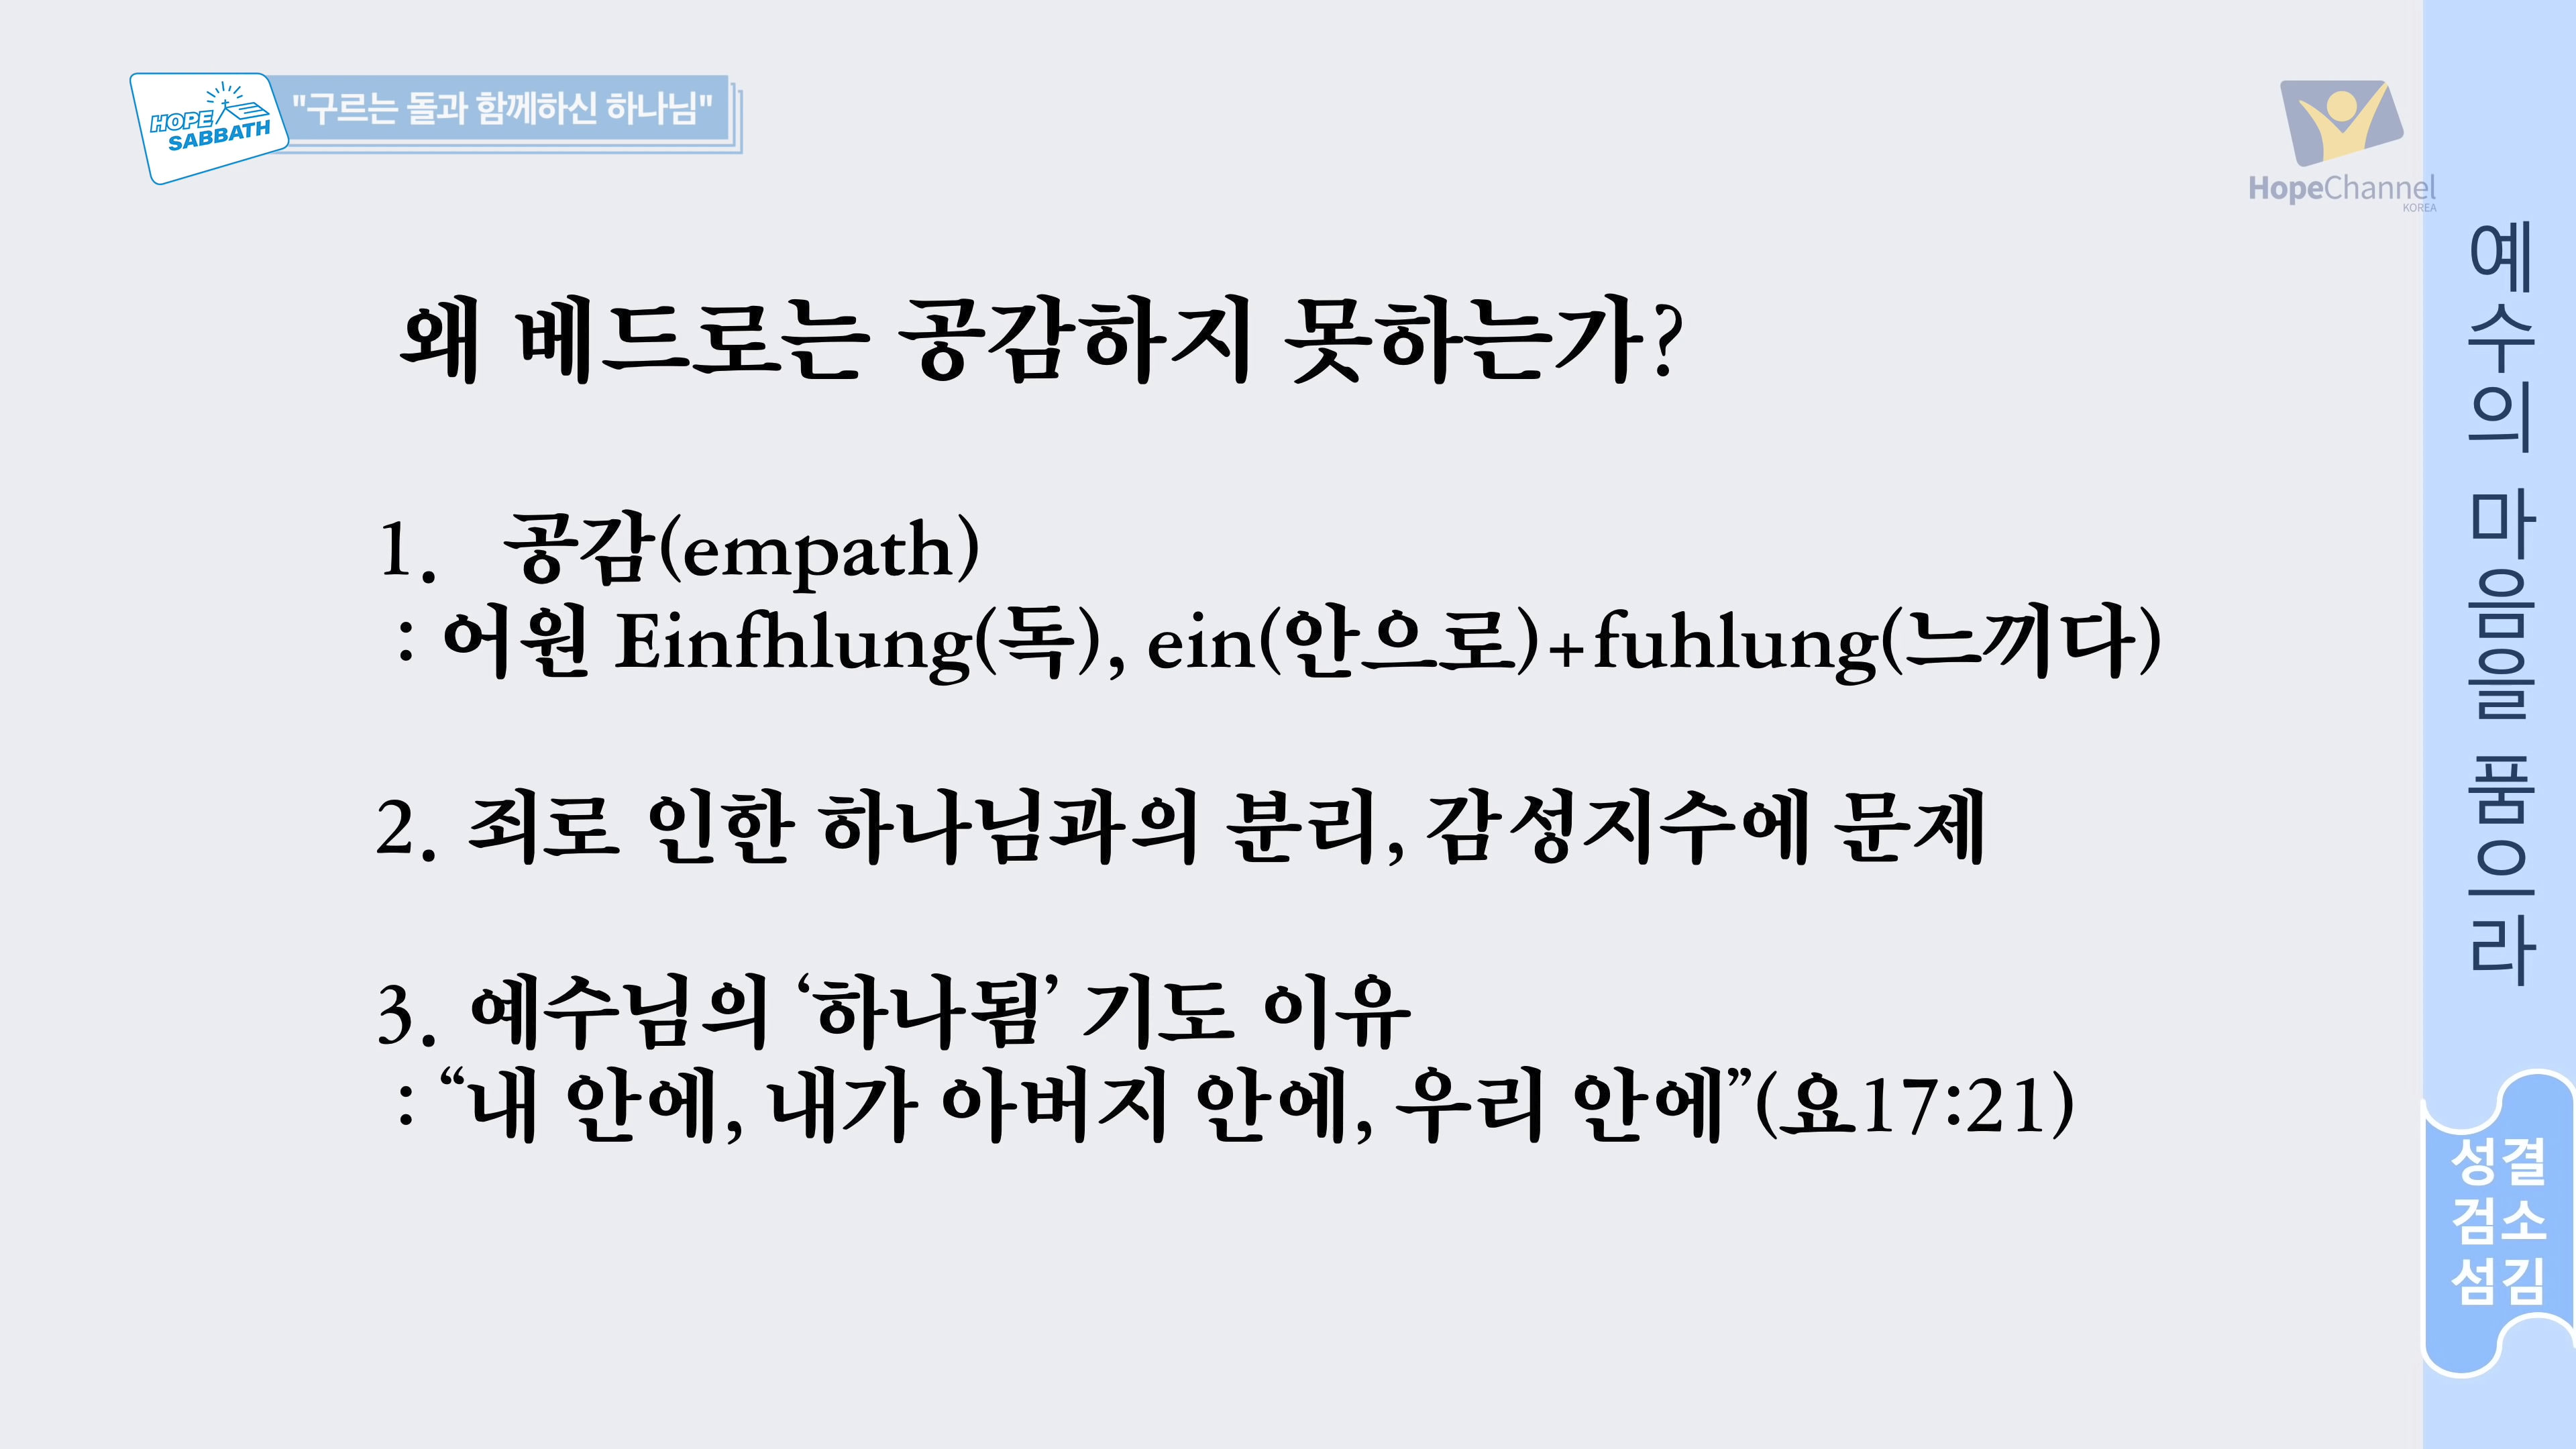 HOPE
SABBATH
"구르는 돌과 함께하신 하나님"
HopeChannel
KOREA
왜 베드로는 공감하지 못하는가?
1. 공감(empath)
: 어원 Einfhlung(독), ein(안으로)+fuhlung(느끼다)
2. 죄로 인한 하나님과의 분리, 감성지수에 문제
3. 예수님의 ‘하나됨’ 기도 이유
: “내 안에, 내가 아버지 안에, 우리 안에”(요17:21)
예수의 마음을 품으라
성결
검소
섬김